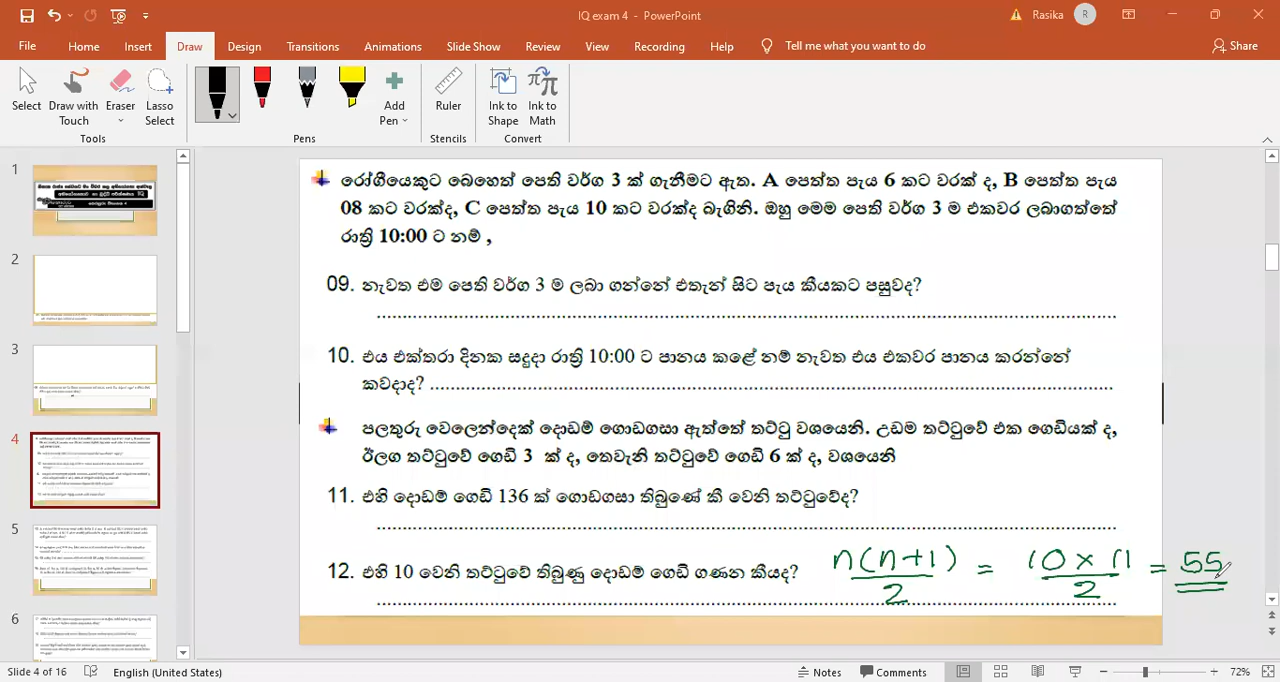 IQ exam 4 - PowerPoint
Rasika
R
File Home Insert Draw Design Transitions Animations Slide Show Review View Recording Help Tell me what you want to do Share
Select Draw with Touch Eraser Lasso Select Add Pen Ruler Ink to Shape Ink to Math
Tools Pens Stencils Convert
1
2
3
4
5
6
රෝගීයෙකුට බෙහෙත් පෙති වර්ග 3 ක් ගැනීමට ඇත. A පෙත්ත පැය 6 කට වරක් ද, B පෙත්ත පැය
08 කට වරක්ද, C පෙත්ත පැය 10 කට වරක්ද බැගිනි. ඔහු මෙම පෙති වර්ග 3 ම එකවර ලබාගත්තේ
රාත්‍රි 10:00 ට නම් ,
09. නැවත එම පෙති වර්ග 3 ම ලබා ගන්නේ එතැන් සිට පැය කීයකට පසුවද?
10. එය එක්තරා දිනක සදුදා රාත්‍රි 10:00 ට පානය කළේ නම් නැවත එය එකවර පානය කරන්නේ
කවදාද?
පලතුරු වෙලෙන්දෙක් දොඩම් ගොඩගසා ඇත්තේ තට්ටු වශයෙනි. උඩම තට්ටුවේ එක ගෙඩියක් ද,
ඊලග තට්ටුවේ ගෙඩි 3 ක් ද, තෙවැනි තට්ටුවේ ගෙඩි 6 ක් ද, වශයෙනි
11. එහි දොඩම් ගෙඩි 136 ක් ගොඩගසා තිබුණේ කී වෙනි තට්ටුවේද?
12. එහි 10 වෙනි තට්ටුවේ තිබුණු දොඩම් ගෙඩි ගණන කීයද? n(n+1)/2 = 10 × 11/2 = 55
Slide 4 of 16 English (United States) Notes Comments 72%